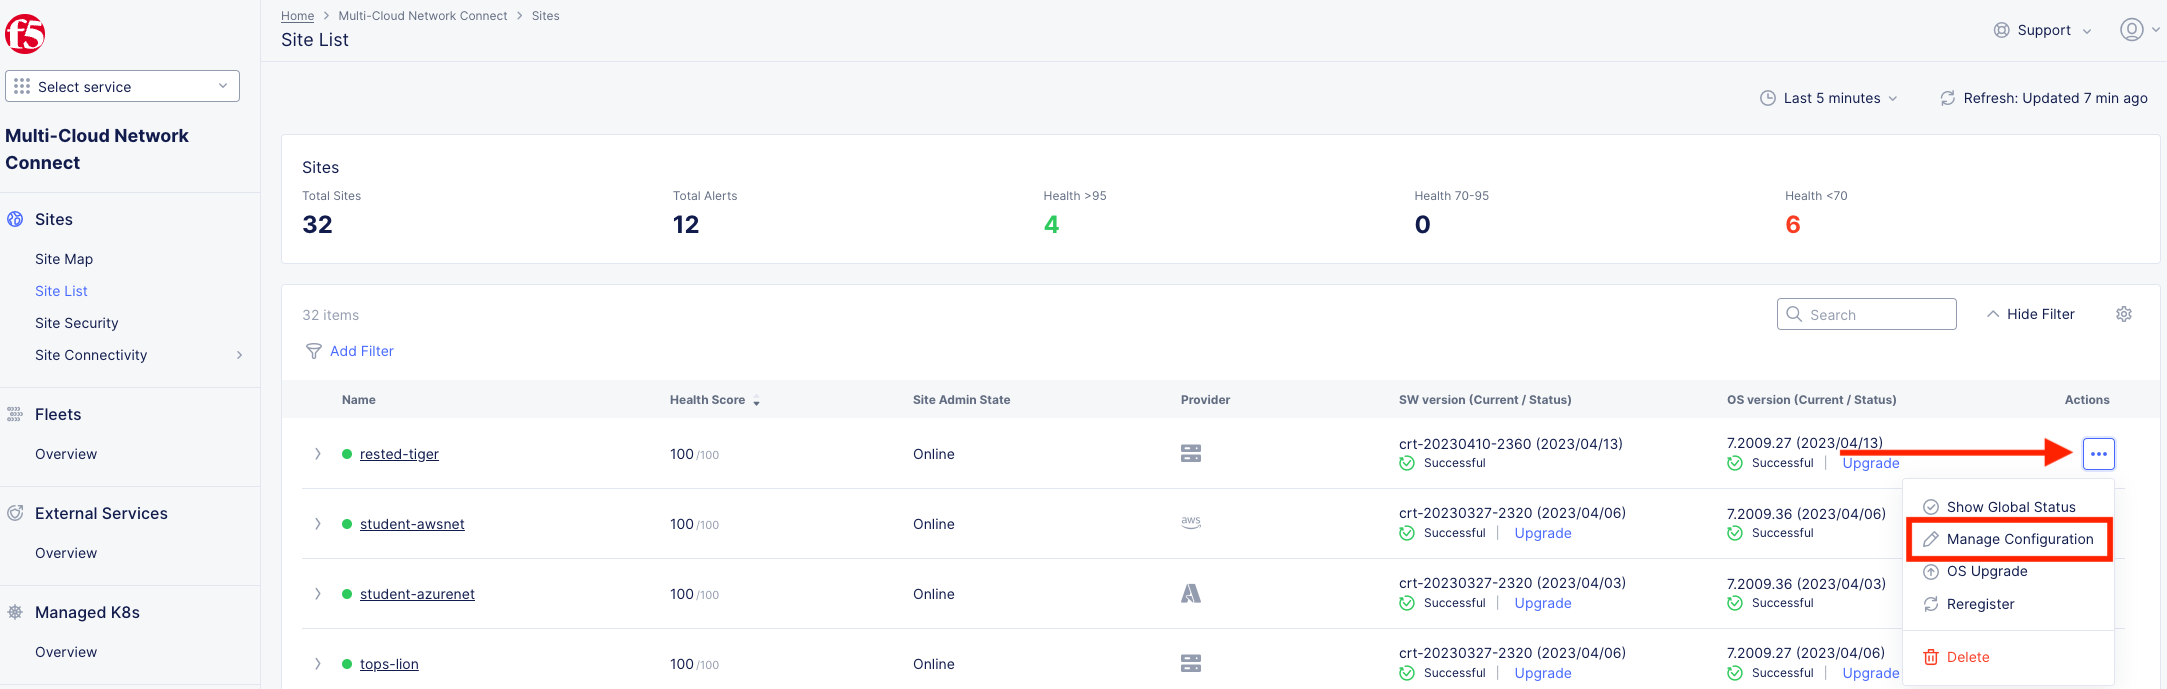 f5
Select service
Multi-Cloud Network
Connect
Sites
Site Map
Site List
Site Security
Site Connectivity
Fleets
Overview
External Services
Overview
Managed K8s
Overview
Home > Multi-Cloud Network Connect > Sites
Site List
Support
Last 5 minutes
Refresh: Updated 7 min ago
Sites
Total Sites Total Alerts Health >95 Health 70-95 Health <70
32 12 4 0 6
32 items
Search
Hide Filter
Add Filter
Name Health Score Site Admin State Provider SW version (Current / Status) OS version (Current / Status) Actions
rested-tiger 100 /100 Online crt-20230410-2360 (2023/04/13) 7.2009.27 (2023/04/13)
Successful Successful | Upgrade
student-awsnet 100 /100 Online aws crt-20230327-2320 (2023/04/06) 7.2009.36 (2023/04/06)
Successful | Upgrade Successful
student-azurenet 100 /100 Online crt-20230327-2320 (2023/04/03) 7.2009.36 (2023/04/03)
Successful | Upgrade Successful
tops-lion 100 /100 Online crt-20230327-2320 (2023/04/06) 7.2009.27 (2023/04/06)
Successful | Upgrade Successful | Upgrade
Show Global Status
Manage Configuration
OS Upgrade
Reregister
Delete